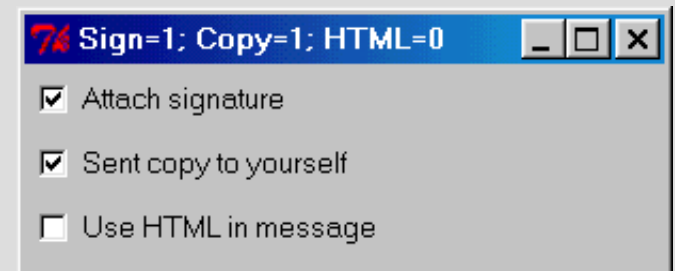 Sign=1; Copy=1; HTML=0
Attach signature
Sent copy to yourself
Use HTML in message